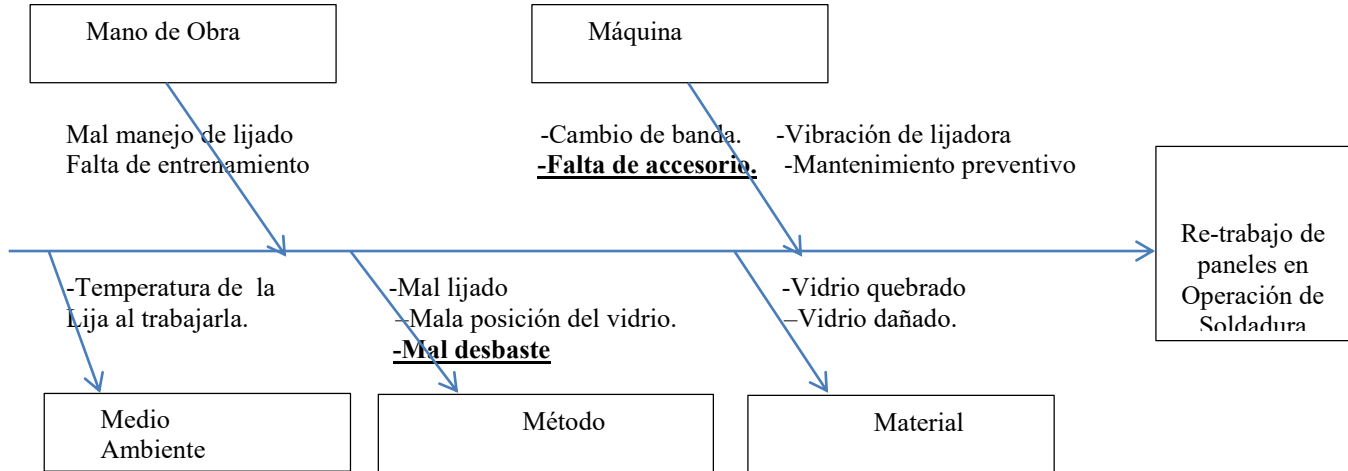 Mano de Obra
Máquina
Mal manejo de lijado
Falta de entrenamiento
-Cambio de banda.
-Falta de accesorio.
-Vibración de lijadora
-Mantenimiento preventivo
Re-trabajo de
paneles en
Operación de
Soldadura
-Temperatura de la
Lija al trabajarla.
-Mal lijado
–Mala posición del vidrio.
-Mal desbaste
-Vidrio quebrado
–Vidrio dañado.
Medio
Ambiente
Método
Material